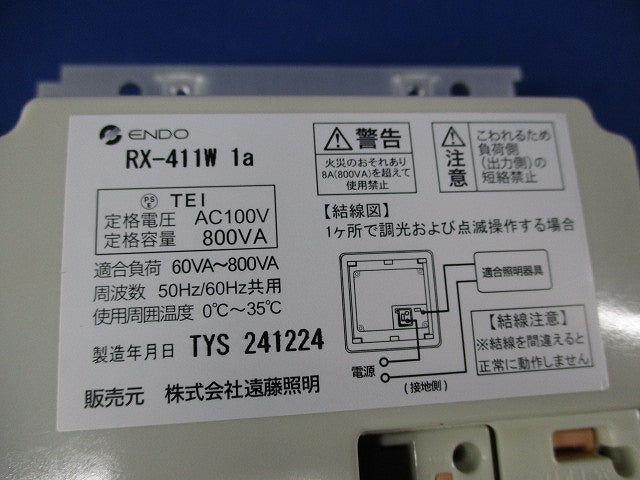 ENDO
RX-411W 1a
PS
E
TEI
定格電圧 AC100V
定格容量 800VA
適合負荷 60VA～800VA
周波数 50Hz/60Hz共用
使用周囲温度 0℃～35℃
製造年月日 TYS 241224
販売元 株式会社遠藤照明
警告
火災のおそれあり
8A(800VA)を超えて
使用禁止
注意
こわれるため
負荷側
(出力側)の
短絡禁止
【結線図】
1ヶ所で調光および点滅操作する場合
適合照明器具
電源
(接地側)
【結線注意】
※結線を間違えると
正常に動作しません